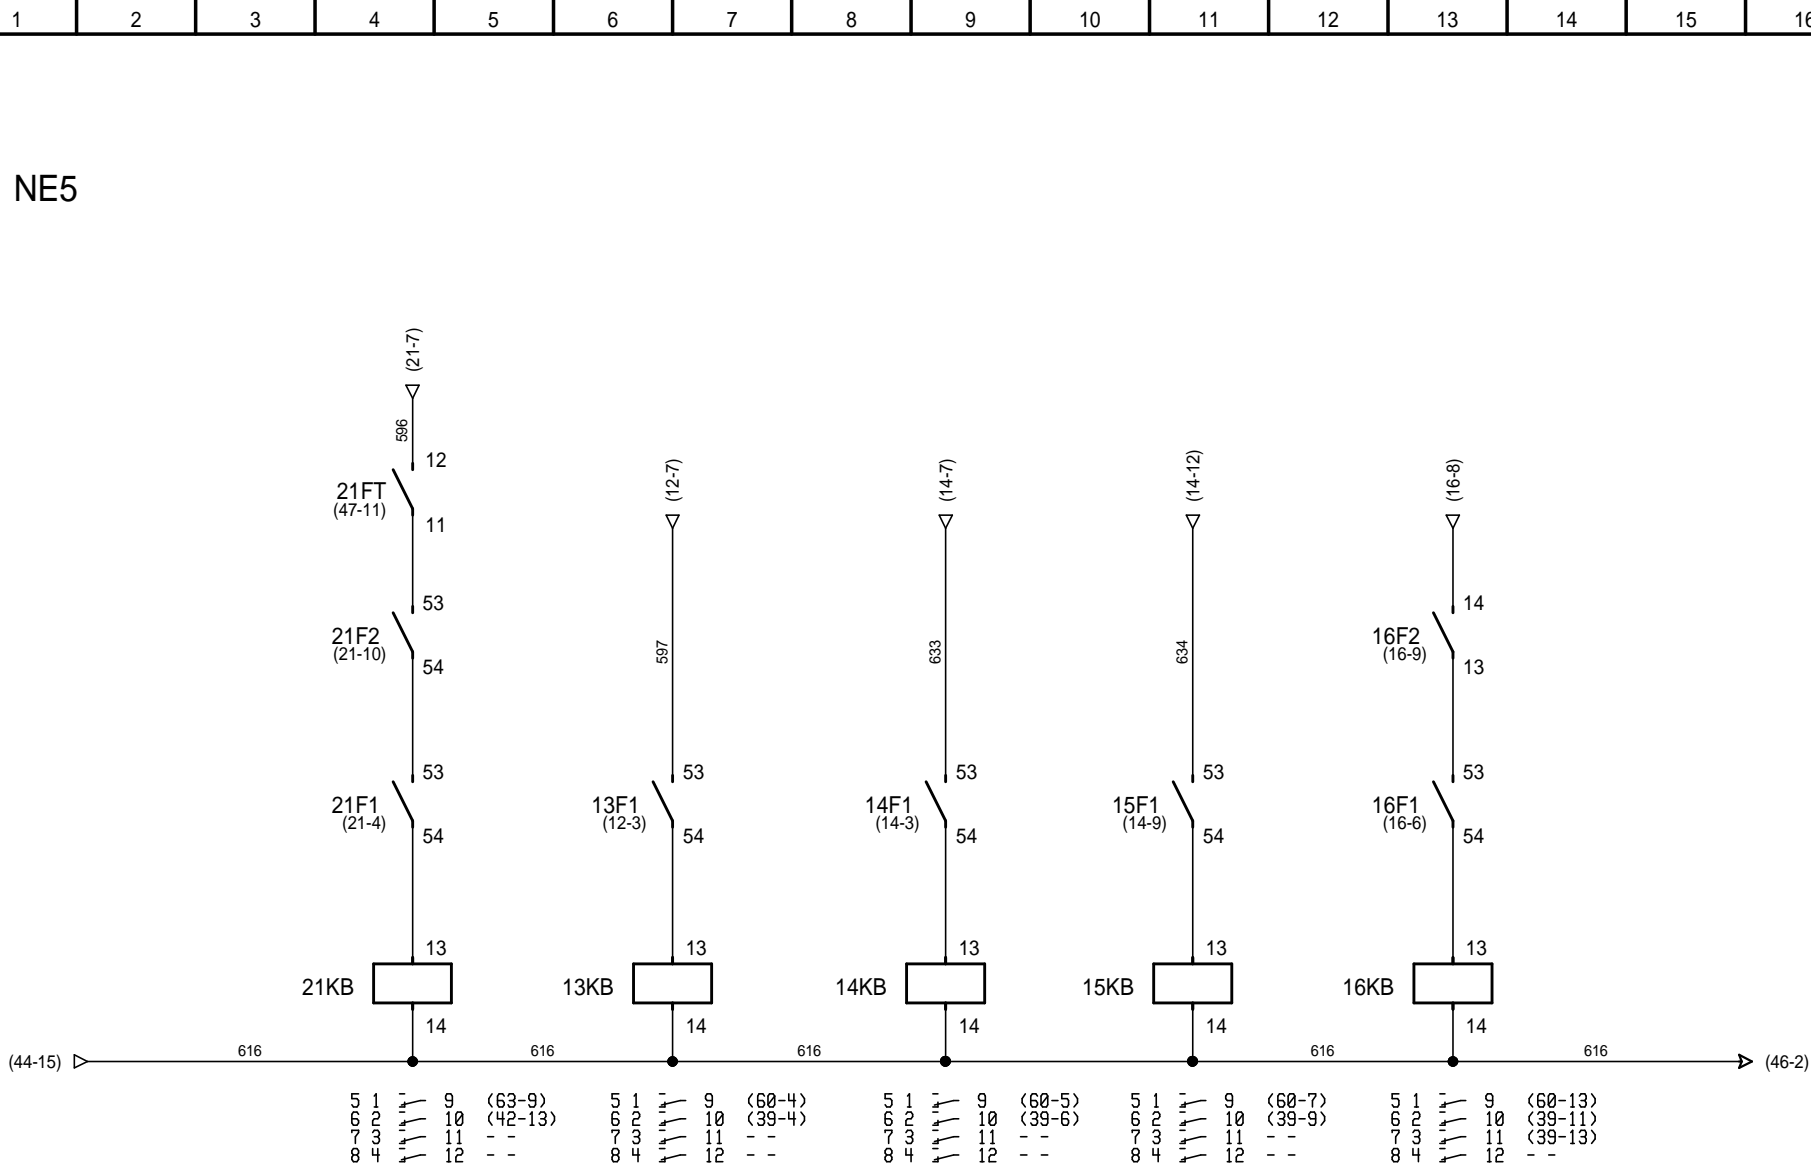 1 2 3 4 5 6 7 8 9 10 11 12 13 14 15 16
NE5
(21-7)
596
12
21FT
(47-11)
11
(12-7)
(14-7)
(14-12)
(16-8)
53
21F2
(21-10)
54
597
633
634
14
16F2
(16-9)
13
53 53 53 53 53
21F1 13F1 14F1 15F1 16F1
(21-4) (12-3) (14-3) (14-9) (16-6)
54 54 54 54 54
13 13 13 13 13
21KB 13KB 14KB 15KB 16KB
14 14 14 14 14
(44-15) 616 616 616 616 616 (46-2)
5 1 9 (63-9) 5 1 9 (60-4) 5 1 9 (60-5) 5 1 9 (60-7) 5 1 9 (60-13)
6 2 10 (42-13) 6 2 10 (39-4) 6 2 10 (39-6) 6 2 10 (39-9) 6 2 10 (39-11)
7 3 11 - - 7 3 11 - - 7 3 11 - - 7 3 11 - - 7 3 11 (39-13)
8 4 12 - - 8 4 12 - - 8 4 12 - - 8 4 12 - - 8 4 12 - -